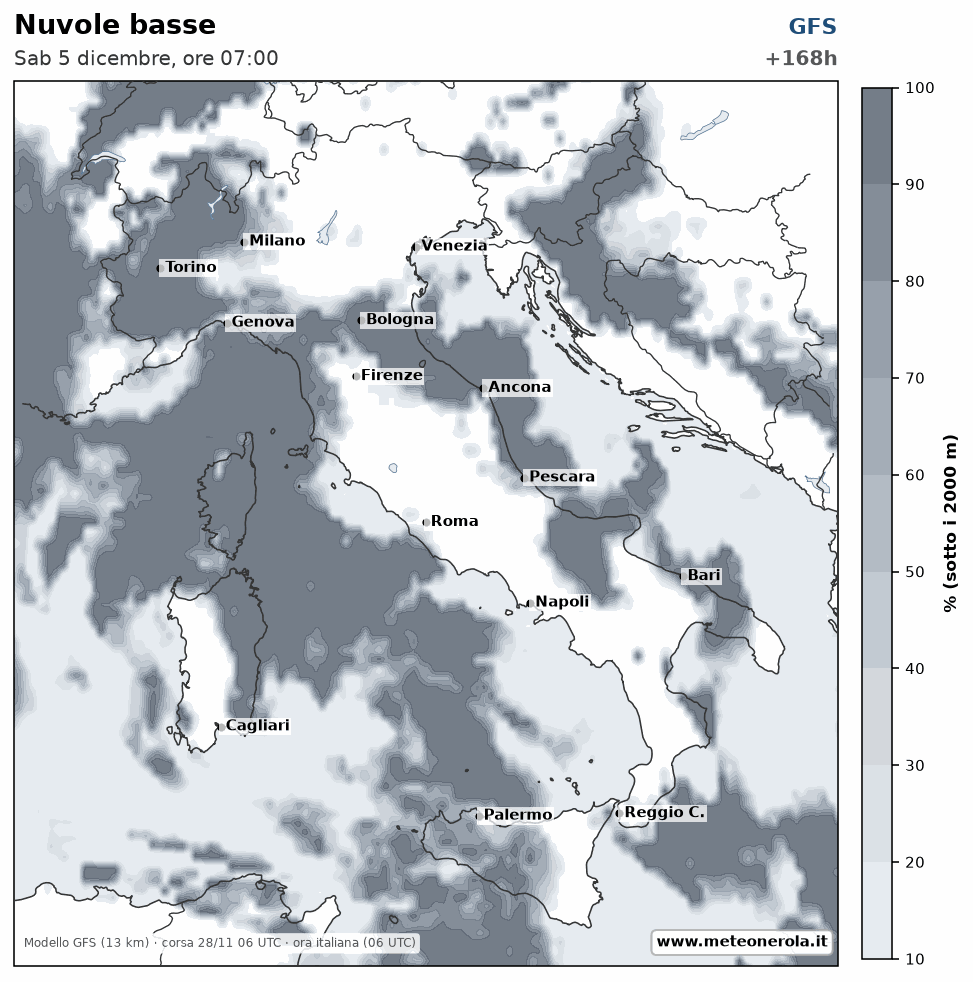 Nuvole basse
GFS
Sab 5 dicembre, ore 07:00
+168h
100
90
80
70
60
50
40
30
20
10
% (sotto i 2000 m)
Milano
Venezia
Torino
Genova
Bologna
Firenze
Ancona
Pescara
Roma
Bari
Napoli
Cagliari
Palermo
Reggio C.
Modello GFS (13 km) · corsa 28/11 06 UTC · ora italiana (06 UTC)
www.meteonerola.it